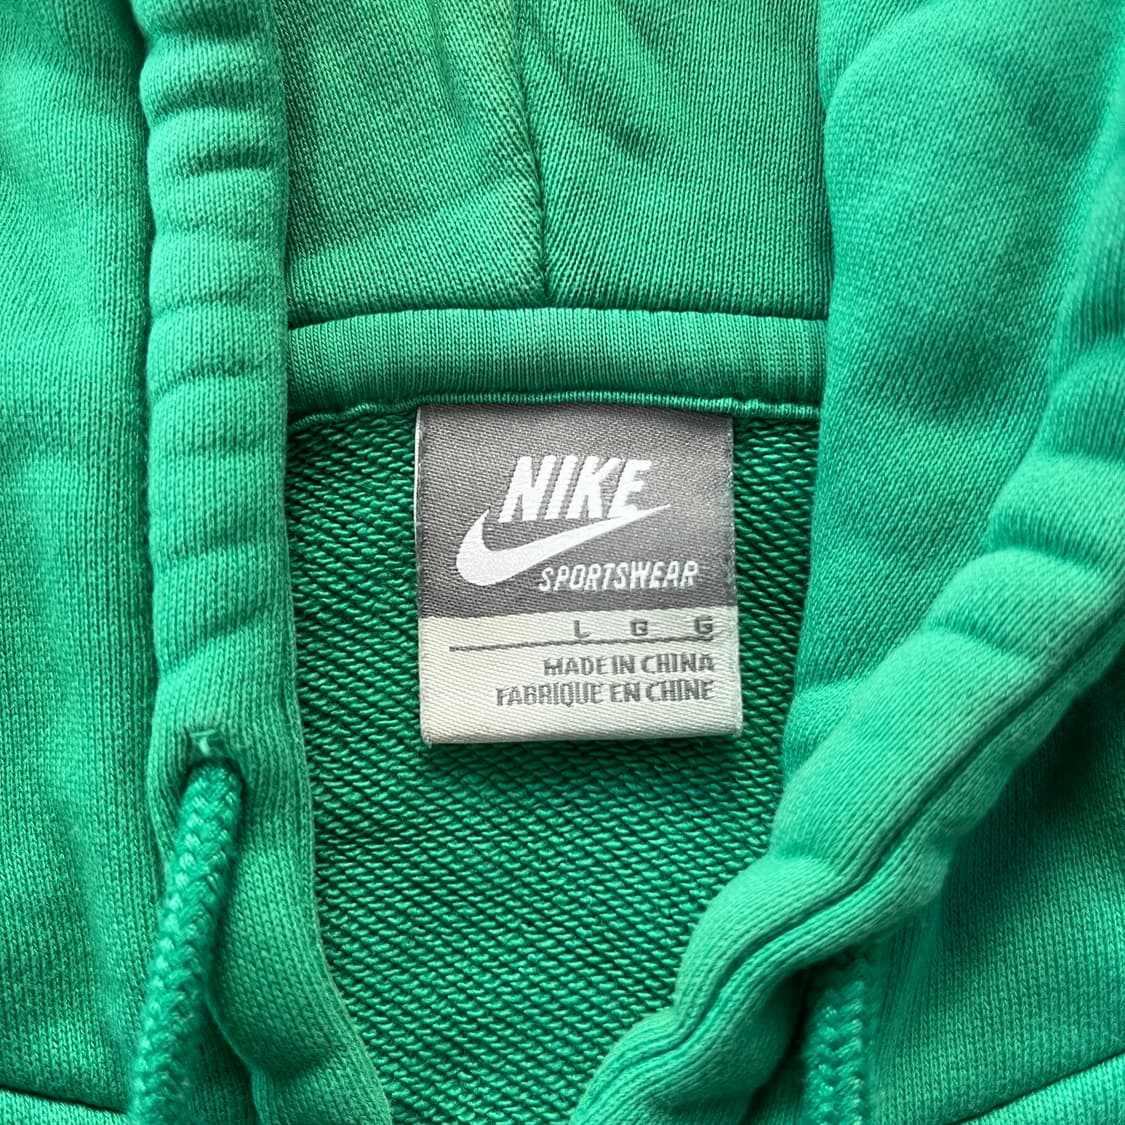 NIKE
SPORTSWEAR
L G G
MADE IN CHINA
FABRIQUE EN CHINE